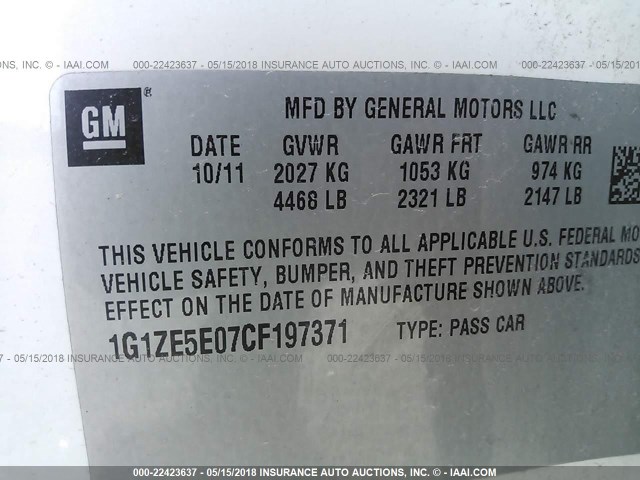 000-22423637 - 05/15/2018 INSURANCE AUTO AUCTIONS, INC. - © IAAI.COM
GM ®
MFD BY GENERAL MOTORS LLC
DATE GVWR GAWR FRT GAWR RR
10/11 2027 KG 1053 KG 974 KG
4468 LB 2321 LB 2147 LB
THIS VEHICLE CONFORMS TO ALL APPLICABLE U.S. FEDERAL MO
VEHICLE SAFETY, BUMPER, AND THEFT PREVENTION STANDARDS
EFFECT ON THE DATE OF MANUFACTURE SHOWN ABOVE.
1G1ZE5E07CF197371 TYPE: PASS CAR
000-22423637 - 05/15/2018 INSURANCE AUTO AUCTIONS, INC. - © IAAI.COM
000-22423637 - 05/15/2018 INSURANCE AUTO AUCTIONS, INC. - © IAAI.COM